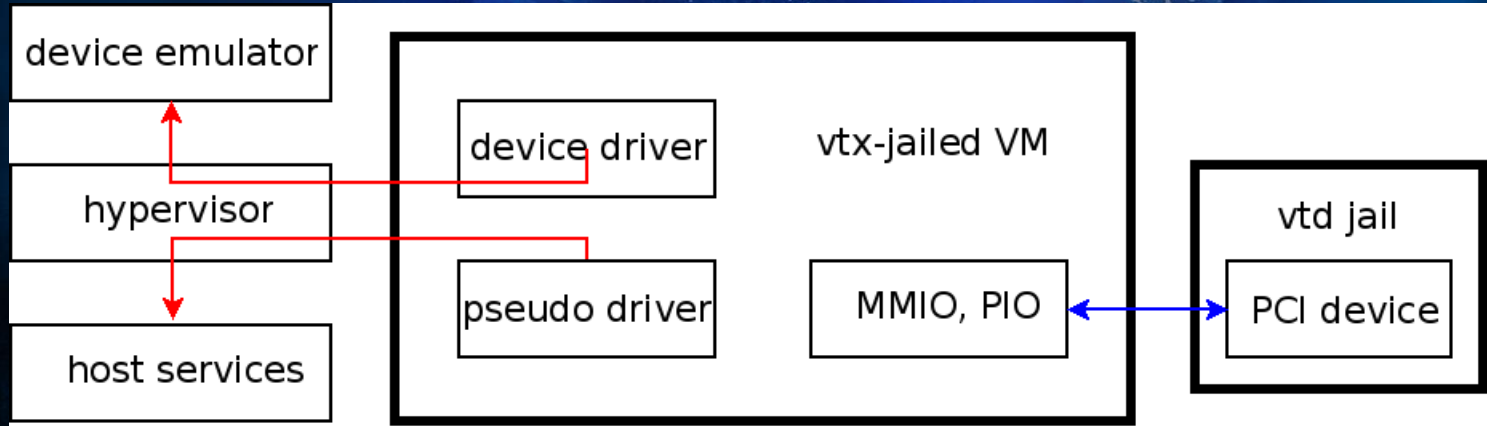 device emulator
hypervisor
host services
device driver
pseudo driver
vtx-jailed VM
MMIO, PIO
vtd jail
PCI device